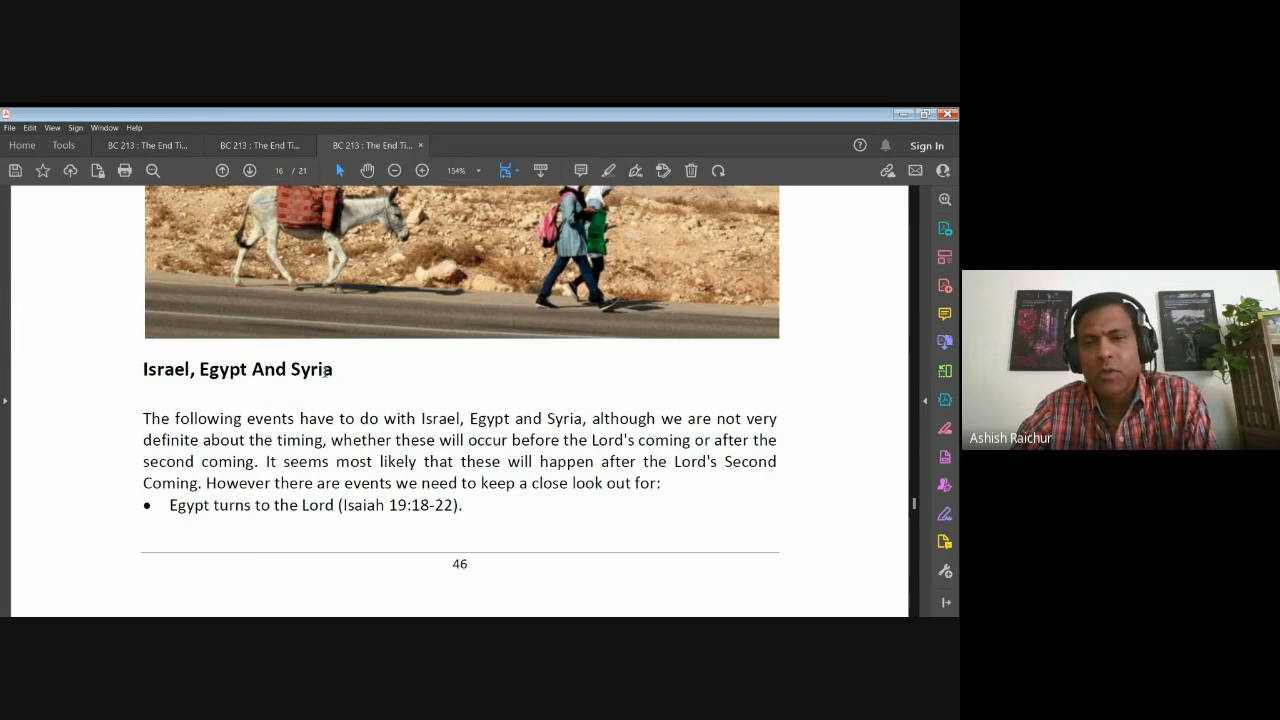 File Edit View Sign Window Help
Home Tools BC 213 : The End Ti... BC 213 : The End Ti... BC 213 : The End Ti... × Sign In
16 / 21 154%
Israel, Egypt And Syria
The following events have to do with Israel, Egypt and Syria, although we are not very
definite about the timing, whether these will occur before the Lord's coming or after the
second coming. It seems most likely that these will happen after the Lord's Second
Coming. However there are events we need to keep a close look out for:
• Egypt turns to the Lord (Isaiah 19:18-22).
46
Ashish Raichur